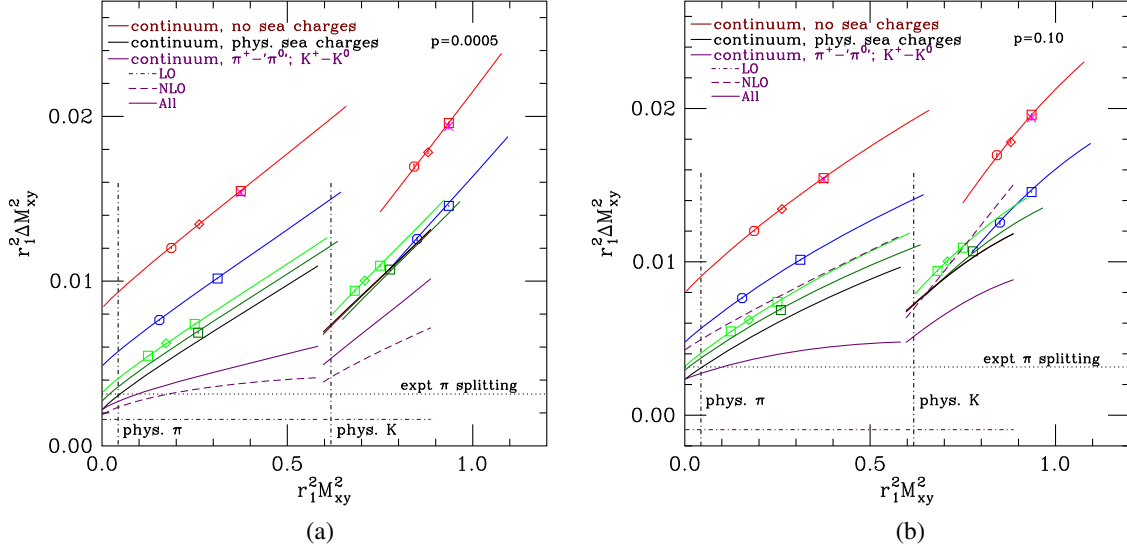 continuum, no sea charges
continuum, phys. sea charges
continuum, π⁺−'π⁰'; K⁺−K⁰
LO
NLO
All
p=0.0005
0.02
0.01
0.00
r₁²ΔM²xy
expt π splitting
phys. π
phys. K
0.0
0.5
1.0
r₁²M²xy
(a)
continuum, no sea charges
continuum, phys. sea charges
continuum, π⁺−'π⁰'; K⁺−K⁰
LO
NLO
All
p=0.10
0.02
0.01
0.00
r₁²ΔM²xy
expt π splitting
phys. π
phys. K
0.0
0.5
1.0
r₁²M²xy
(b)